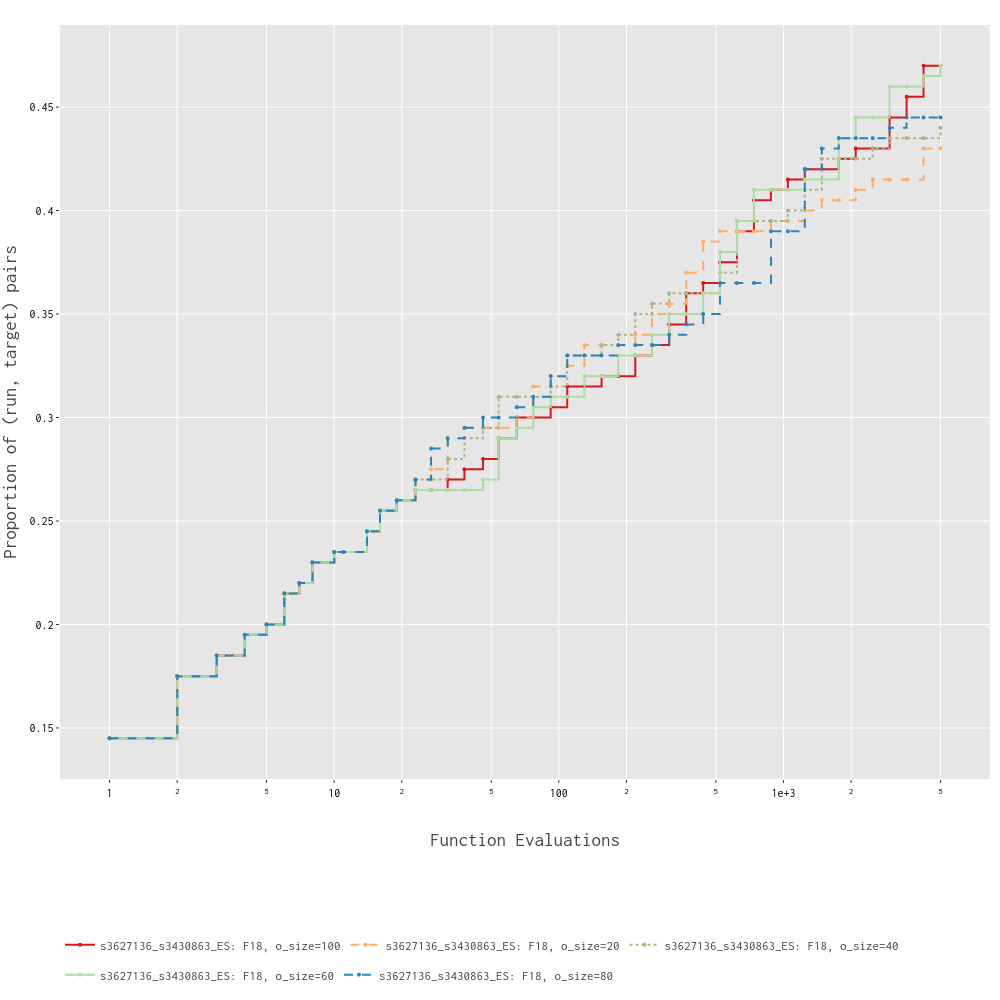 Proportion of (run, target) pairs
0.45
0.4
0.35
0.3
0.25
0.2
0.15
1 2 5 10 2 5 100 2 5 1e+3 2 5
Function Evaluations
s3627136_s3430863_ES: F18, o_size=100 s3627136_s3430863_ES: F18, o_size=20 s3627136_s3430863_ES: F18, o_size=40
s3627136_s3430863_ES: F18, o_size=60 s3627136_s3430863_ES: F18, o_size=80